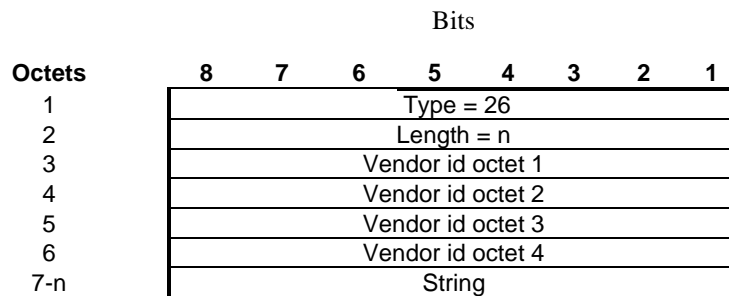 Bits
Octets 8 7 6 5 4 3 2 1
1 Type = 26
2 Length = n
3 Vendor id octet 1
4 Vendor id octet 2
5 Vendor id octet 3
6 Vendor id octet 4
7-n String